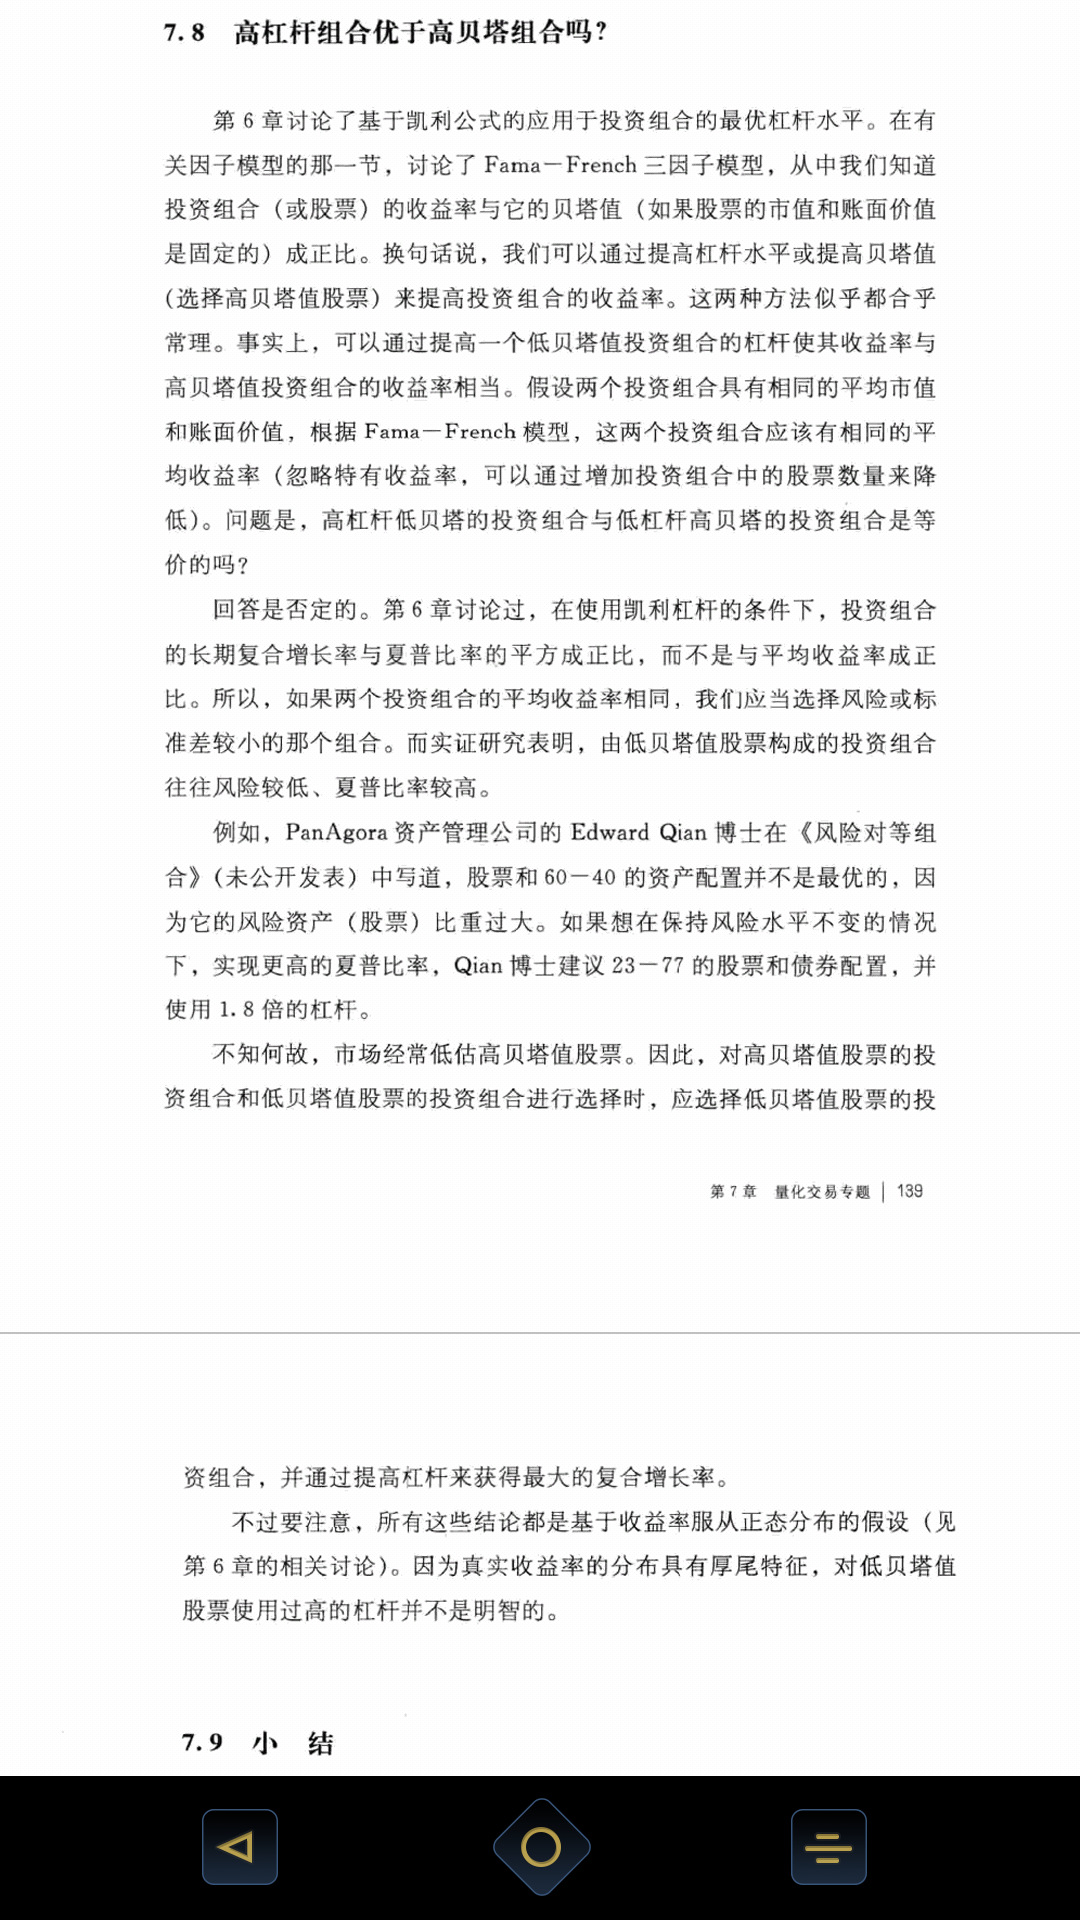 7.8 高杠杆组合优于高贝塔组合吗？
第 6 章讨论了基于凯利公式的应用于投资组合的最优杠杆水平。在有
关因子模型的那一节，讨论了 Fama－French 三因子模型，从中我们知道
投资组合（或股票）的收益率与它的贝塔值（如果股票的市值和账面价值
是固定的）成正比。换句话说，我们可以通过提高杠杆水平或提高贝塔值
（选择高贝塔值股票）来提高投资组合的收益率。这两种方法似乎都合乎
常理。事实上，可以通过提高一个低贝塔值投资组合的杠杆使其收益率与
高贝塔值投资组合的收益率相当。假设两个投资组合具有相同的平均市值
和账面价值，根据 Fama－French 模型，这两个投资组合应该有相同的平
均收益率（忽略特有收益率，可以通过增加投资组合中的股票数量来降
低）。问题是，高杠杆低贝塔的投资组合与低杠杆高贝塔的投资组合是等
价的吗？
回答是否定的。第 6 章讨论过，在使用凯利杠杆的条件下，投资组合
的长期复合增长率与夏普比率的平方成正比，而不是与平均收益率成正
比。所以，如果两个投资组合的平均收益率相同，我们应当选择风险或标
准差较小的那个组合。而实证研究表明，由低贝塔值股票构成的投资组合
往往风险较低、夏普比率较高。
例如，PanAgora 资产管理公司的 Edward Qian 博士在《风险对等组
合》（未公开发表）中写道，股票和 60－40 的资产配置并不是最优的，因
为它的风险资产（股票）比重过大。如果想在保持风险水平不变的情况
下，实现更高的夏普比率，Qian 博士建议 23－77 的股票和债券配置，并
使用 1.8 倍的杠杆。
不知何故，市场经常低估高贝塔值股票。因此，对高贝塔值股票的投
资组合和低贝塔值股票的投资组合进行选择时，应选择低贝塔值股票的投
第 7 章 量化交易专题 | 139
资组合，并通过提高杠杆来获得最大的复合增长率。
不过要注意，所有这些结论都是基于收益率服从正态分布的假设（见
第 6 章的相关讨论）。因为真实收益率的分布具有厚尾特征，对低贝塔值
股票使用过高的杠杆并不是明智的。
7.9 小 结